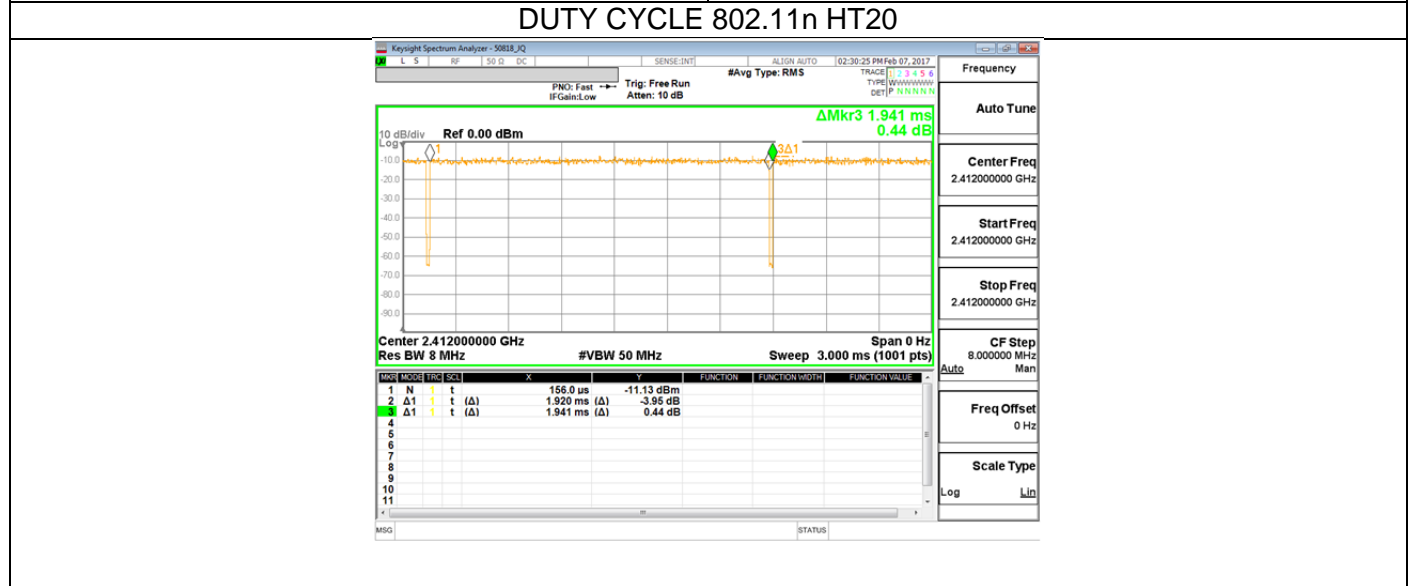 DUTY CYCLE 802.11n HT20
Keysight Spectrum Analyzer - 50818_JQ
L S RF 50 Ω DC SENSE:INT ALIGN AUTO 02:30:25 PM Feb 07, 2017
#Avg Type: RMS
TRACE 1 2 3 4 5 6
TYPE WWWWWW
DET P N N N N N
PNO: Fast
IFGain:Low
Trig: Free Run
Atten: 10 dB
ΔMkr3 1.941 ms
0.44 dB
10 dB/div
Log
Ref 0.00 dBm
1
3Δ1
-10.0
-20.0
-30.0
-40.0
-50.0
-60.0
-70.0
-80.0
-90.0
Center 2.412000000 GHz Span 0 Hz
Res BW 8 MHz #VBW 50 MHz Sweep 3.000 ms (1001 pts)
MKR MODE TRC SCL X Y FUNCTION FUNCTION WIDTH FUNCTION VALUE
1 N 1 t 156.0 µs -11.13 dBm
2 Δ1 1 t (Δ) 1.920 ms (Δ) -3.95 dB
3 Δ1 1 t (Δ) 1.941 ms (Δ) 0.44 dB
4
5
6
7
8
9
10
11
MSG STATUS
Frequency
Auto Tune
Center Freq
2.412000000 GHz
Start Freq
2.412000000 GHz
Stop Freq
2.412000000 GHz
CF Step
8.000000 MHz
Auto Man
Freq Offset
0 Hz
Scale Type
Log Lin